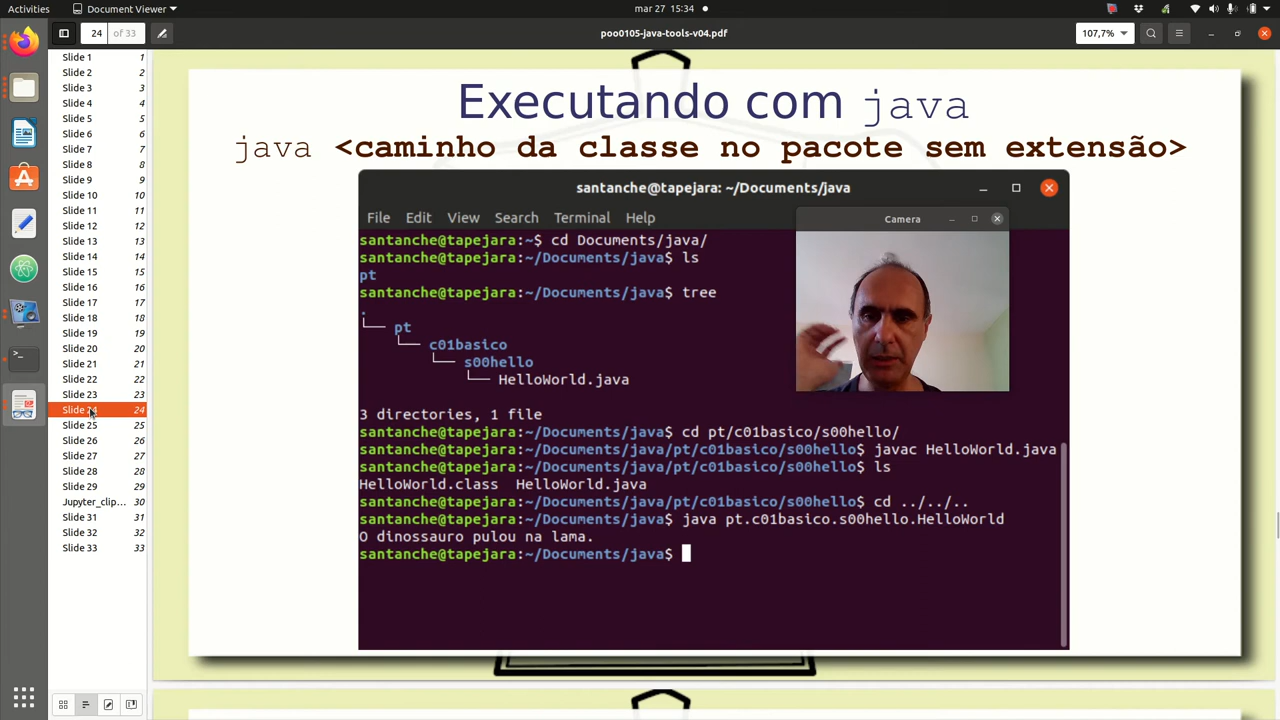 Activities
Document Viewer
mar 27 15:34
24 of 33
poo0105-java-tools-v04.pdf
107,7%
Slide 1 1
Slide 2 2
Slide 3 3
Slide 4 4
Slide 5 5
Slide 6 6
Slide 7 7
Slide 8 8
Slide 9 9
Slide 10 10
Slide 11 11
Slide 12 12
Slide 13 13
Slide 14 14
Slide 15 15
Slide 16 16
Slide 17 17
Slide 18 18
Slide 19 19
Slide 20 20
Slide 21 21
Slide 22 22
Slide 23 23
Slide 24 24
Slide 25 25
Slide 26 26
Slide 27 27
Slide 28 28
Slide 29 29
Jupyter_clip... 30
Slide 31 31
Slide 32 32
Slide 33 33
Executando com java
java <caminho da classe no pacote sem extensão>
santanche@tapejara: ~/Documents/java
File Edit View Search Terminal Help
Camera
santanche@tapejara:~$ cd Documents/java/
santanche@tapejara:~/Documents/java$ ls
pt
santanche@tapejara:~/Documents/java$ tree
.
└── pt
└── c01basico
└── s00hello
└── HelloWorld.java
3 directories, 1 file
santanche@tapejara:~/Documents/java$ cd pt/c01basico/s00hello/
santanche@tapejara:~/Documents/java/pt/c01basico/s00hello$ javac HelloWorld.java
santanche@tapejara:~/Documents/java/pt/c01basico/s00hello$ ls
HelloWorld.class HelloWorld.java
santanche@tapejara:~/Documents/java/pt/c01basico/s00hello$ cd ../../..
santanche@tapejara:~/Documents/java$ java pt.c01basico.s00hello.HelloWorld
O dinossauro pulou na lama.
santanche@tapejara:~/Documents/java$